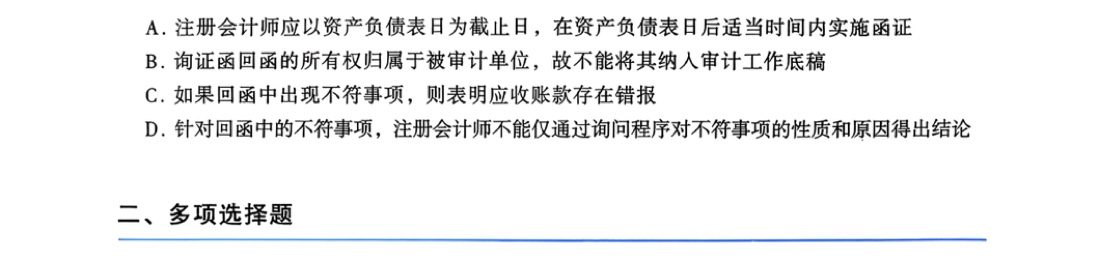 A. 注册会计师应以资产负债表日为截止日，在资产负债表日后适当时间内实施函证
B. 询证函回函的所有权归属于被审计单位，故不能将其纳入审计工作底稿
C. 如果回函中出现不符事项，则表明应收账款存在错报
D. 针对回函中的不符事项，注册会计师不能仅通过询问程序对不符事项的性质和原因得出结论
二、多项选择题